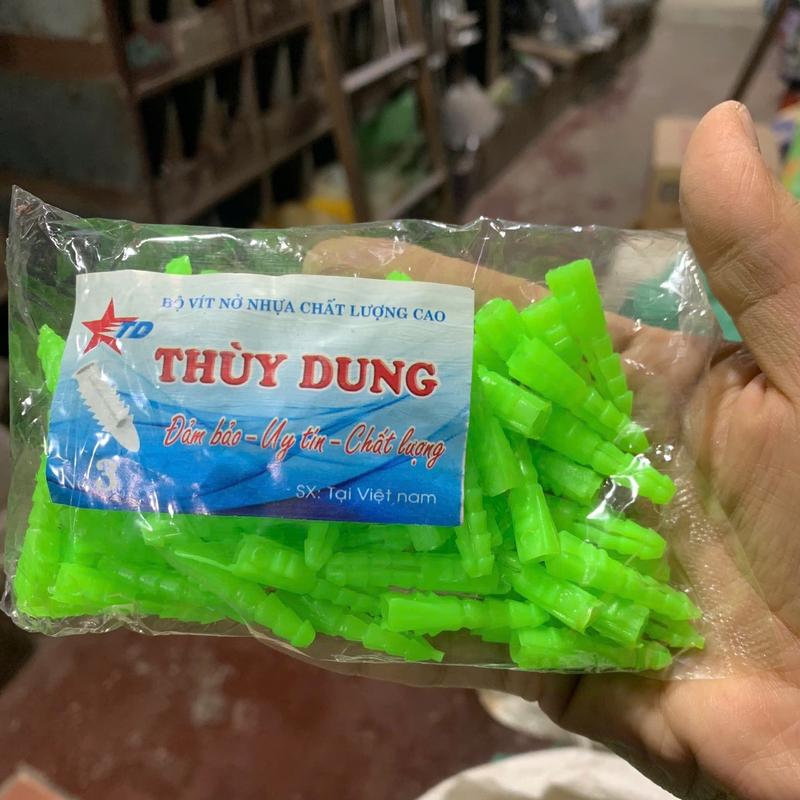 BỘ VÍT NỞ NHỰA CHẤT LƯỢNG CAO
TD
THÙY DUNG
Đảm bảo - Uy tín - Chất lượng
3
SX: Tại Việt nam